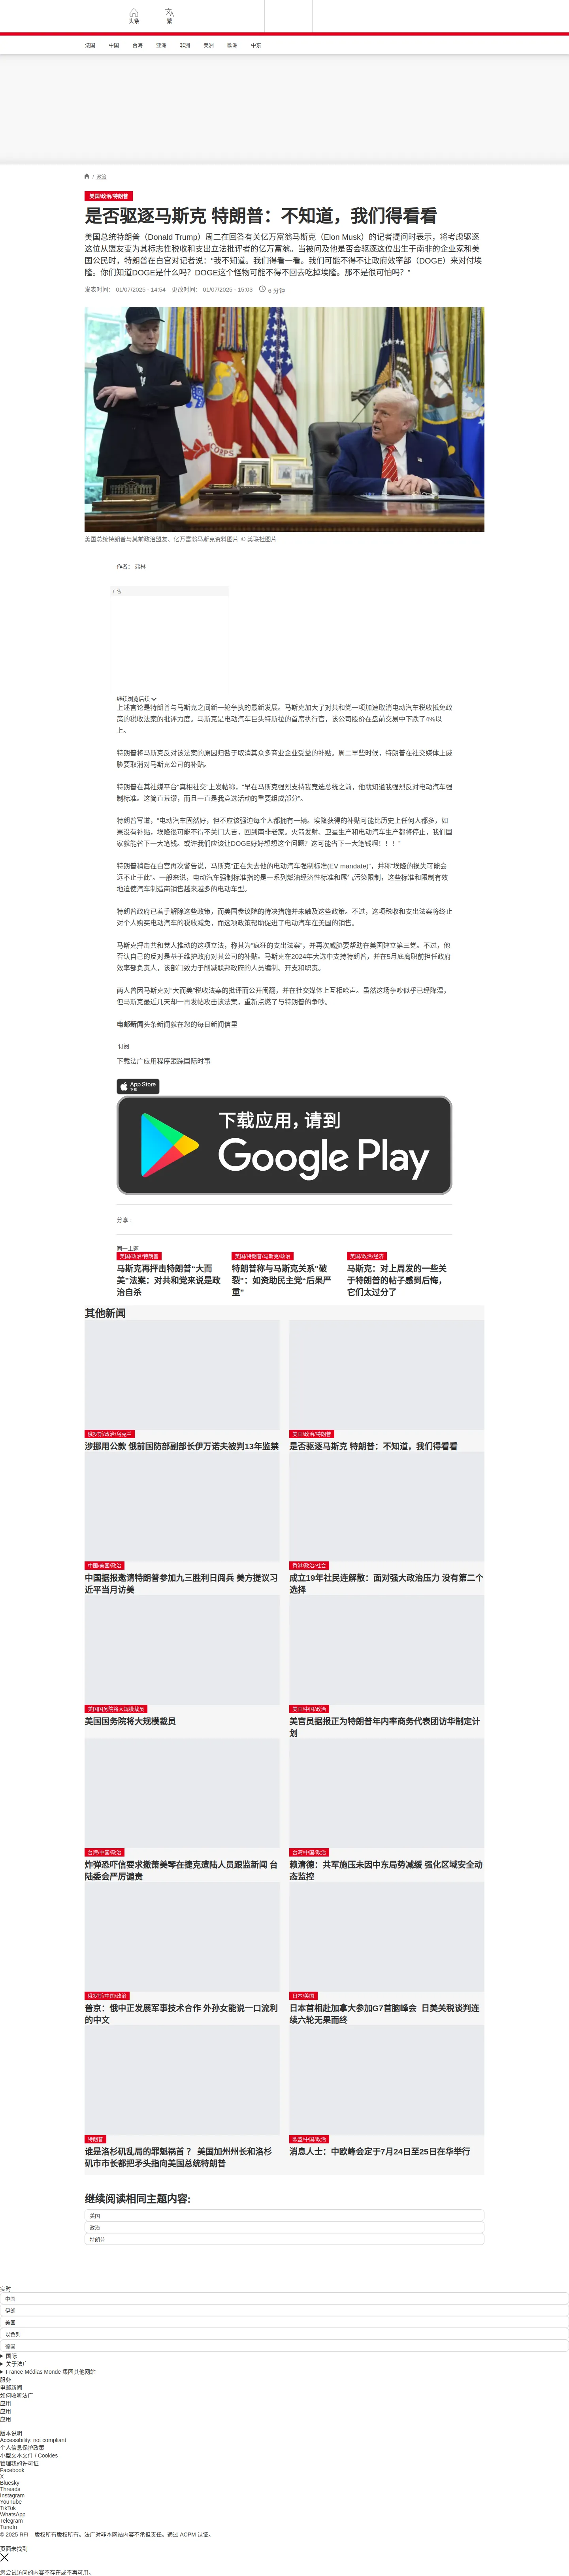 头条
繁
法国 中国 台海 亚洲 非洲 美洲 欧洲 中东
/ 政治
美国/政治/特朗普
是否驱逐马斯克 特朗普：不知道，我们得看看
美国总统特朗普（Donald Trump）周二在回答有关亿万富翁马斯克（Elon Musk）的记者提问时表示，将考虑驱逐
这位从盟友变为其标志性税收和支出立法批评者的亿万富翁。当被问及他是否会驱逐这位出生于南非的企业家和美
国公民时，特朗普在白宫对记者说：“我不知道。我们得看一看。我们可能不得不让政府效率部（DOGE）来对付埃
隆。你们知道DOGE是什么吗？DOGE这个怪物可能不得不回去吃掉埃隆。那不是很可怕吗？”
发表时间： 01/07/2025 - 14:54 更改时间： 01/07/2025 - 15:03 6 分钟
美国总统特朗普与其前政治盟友、亿万富翁马斯克资料图片 © 美联社图片
作者： 弗林
广告
继续浏览后续
上述言论是特朗普与马斯克之间新一轮争执的最新发展。马斯克加大了对共和党一项加速取消电动汽车税收抵免政
策的税收法案的批评力度。马斯克是电动汽车巨头特斯拉的首席执行官，该公司股价在盘前交易中下跌了4%以
上。
特朗普将马斯克反对该法案的原因归咎于取消其众多商业企业受益的补贴。周二早些时候，特朗普在社交媒体上威
胁要取消对马斯克公司的补贴。
特朗普在其社媒平台“真相社交”上发帖称，“早在马斯克强烈支持我竞选总统之前，他就知道我强烈反对电动汽车强
制标准。这简直荒谬，而且一直是我竞选活动的重要组成部分”。
特朗普写道，“电动汽车固然好，但不应该强迫每个人都拥有一辆。埃隆获得的补贴可能比历史上任何人都多，如
果没有补贴，埃隆很可能不得不关门大吉，回到南非老家。火箭发射、卫星生产和电动汽车生产都将停止，我们国
家就能省下一大笔钱。或许我们应该让DOGE好好想想这个问题？这可能省下一大笔钱啊！！！”
特朗普稍后在白宫再次警告说，马斯克“正在失去他的电动汽车强制标准(EV mandate)”，并称“埃隆的损失可能会
远不止于此”。一般来说，电动汽车强制标准指的是一系列燃油经济性标准和尾气污染限制，这些标准和限制有效
地迫使汽车制造商销售越来越多的电动车型。
特朗普政府已着手解除这些政策，而美国参议院的待决措施并未触及这些政策。不过，这项税收和支出法案将终止
对个人购买电动汽车的税收减免，而这项政策帮助促进了电动汽车在美国的销售。
马斯克抨击共和党人推动的这项立法，称其为“疯狂的支出法案”，并再次威胁要帮助在美国建立第三党。不过，他
否认自己的反对是基于维护政府对其公司的补贴。马斯克在2024年大选中支持特朗普，并在5月底离职前担任政府
效率部负责人，该部门致力于削减联邦政府的人员编制、开支和职责。
两人曾因马斯克对“大而美”税收法案的批评而公开闹翻，并在社交媒体上互相呛声。虽然这场争吵似乎已经降温，
但马斯克最近几天却一再发帖攻击该法案，重新点燃了与特朗普的争吵。
电邮新闻头条新闻就在您的每日新闻信里
订阅
下载法广应用程序跟踪国际时事
App Store
下载
下载应用，请到
Google Play
分享 :
同一主题
美国/政治/特朗普
马斯克再抨击特朗普“大而
美”法案：对共和党来说是政
治自杀
美国/特朗普/马斯克/政治
特朗普称与马斯克关系"破
裂"：如资助民主党"后果严
重"
美国/政治/经济
马斯克：对上周发的一些关
于特朗普的帖子感到后悔，
它们太过分了
其他新闻
俄罗斯/政治/乌克兰
涉挪用公款 俄前国防部副部长伊万诺夫被判13年监禁
美国/政治/特朗普
是否驱逐马斯克 特朗普：不知道，我们得看看
中国/美国/政治
中国据报邀请特朗普参加九三胜利日阅兵 美方提议习
近平当月访美
香港/政治/社会
成立19年社民连解散：面对强大政治压力 没有第二个
选择
美国国务院将大规模裁员
美国国务院将大规模裁员
美国/中国/政治
美官员据报正为特朗普年内率商务代表团访华制定计
划
台湾/中国/政治
炸弹恐吓信要求撤萧美琴在捷克遭陆人员跟监新闻 台
陆委会严厉谴责
台湾/中国/政治
赖清德：共军施压未因中东局势减缓 强化区域安全动
态监控
俄罗斯/中国/政治
普京：俄中正发展军事技术合作 外孙女能说一口流利
的中文
日本/美国
日本首相赴加拿大参加G7首脑峰会 日美关税谈判连
续六轮无果而终
特朗普
谁是洛杉矶乱局的罪魁祸首 ？ 美国加州州长和洛杉
矶市市长都把矛头指向美国总统特朗普
欧盟/中国/政治
消息人士：中欧峰会定于7月24日至25日在华举行
继续阅读相同主题内容:
美国
政治
特朗普
实时
中国
伊朗
美国
以色列
德国
国际
关于法广
France Médias Monde 集团其他网站
服务
电邮新闻
如何收听法广
应用
应用
应用
版本说明
Accessibility: not compliant
个人信息保护政策
小型文本文件 / Cookies
管理我的许可证
Facebook
X
Bluesky
Threads
Instagram
YouTube
TikTok
WhatsApp
Telegram
TuneIn
© 2025 RFI – 版权所有版权所有。法广对非本网站内容不承担责任。通过 ACPM 认证。
页面未找到
您尝试访问的内容不存在或不再可用。